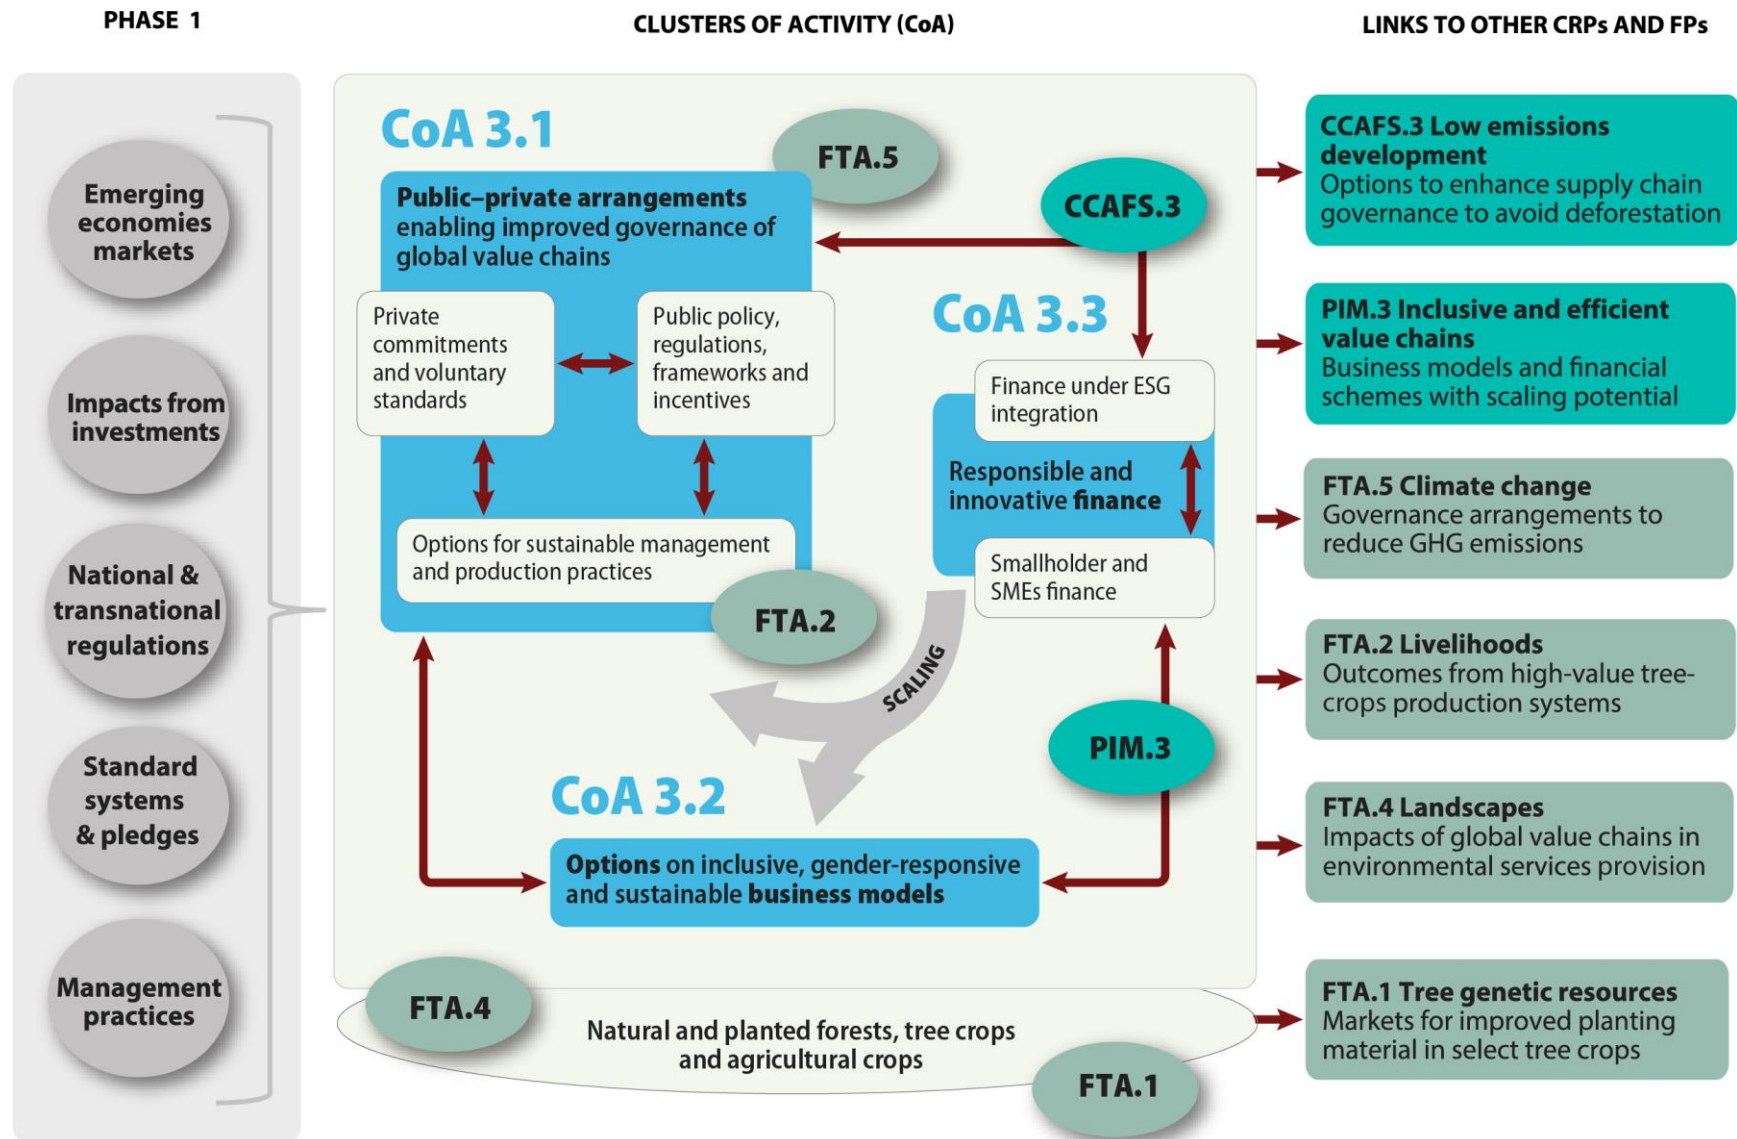 PHASE 1
CLUSTERS OF ACTIVITY (CoA)
LINKS TO OTHER CRPs AND FPs
Emerging
economies
markets
Impacts from
investments
National &
transnational
regulations
Standard
systems
& pledges
Management
practices
CoA 3.1
FTA.5
Public–private arrangements
enabling improved governance of
global value chains
Private
commitments
and voluntary
standards
Public policy,
regulations,
frameworks and
incentives
Options for sustainable management
and production practices
FTA.2
CCAFS.3
CoA 3.3
Finance under ESG
integration
Responsible and
innovative finance
Smallholder and
SMEs finance
SCALING
PIM.3
CoA 3.2
Options on inclusive, gender-responsive
and sustainable business models
FTA.4
Natural and planted forests, tree crops
and agricultural crops
FTA.1
CCAFS.3 Low emissions
development
Options to enhance supply chain
governance to avoid deforestation
PIM.3 Inclusive and efficient
value chains
Business models and financial
schemes with scaling potential
FTA.5 Climate change
Governance arrangements to
reduce GHG emissions
FTA.2 Livelihoods
Outcomes from high-value tree-
crops production systems
FTA.4 Landscapes
Impacts of global value chains in
environmental services provision
FTA.1 Tree genetic resources
Markets for improved planting
material in select tree crops